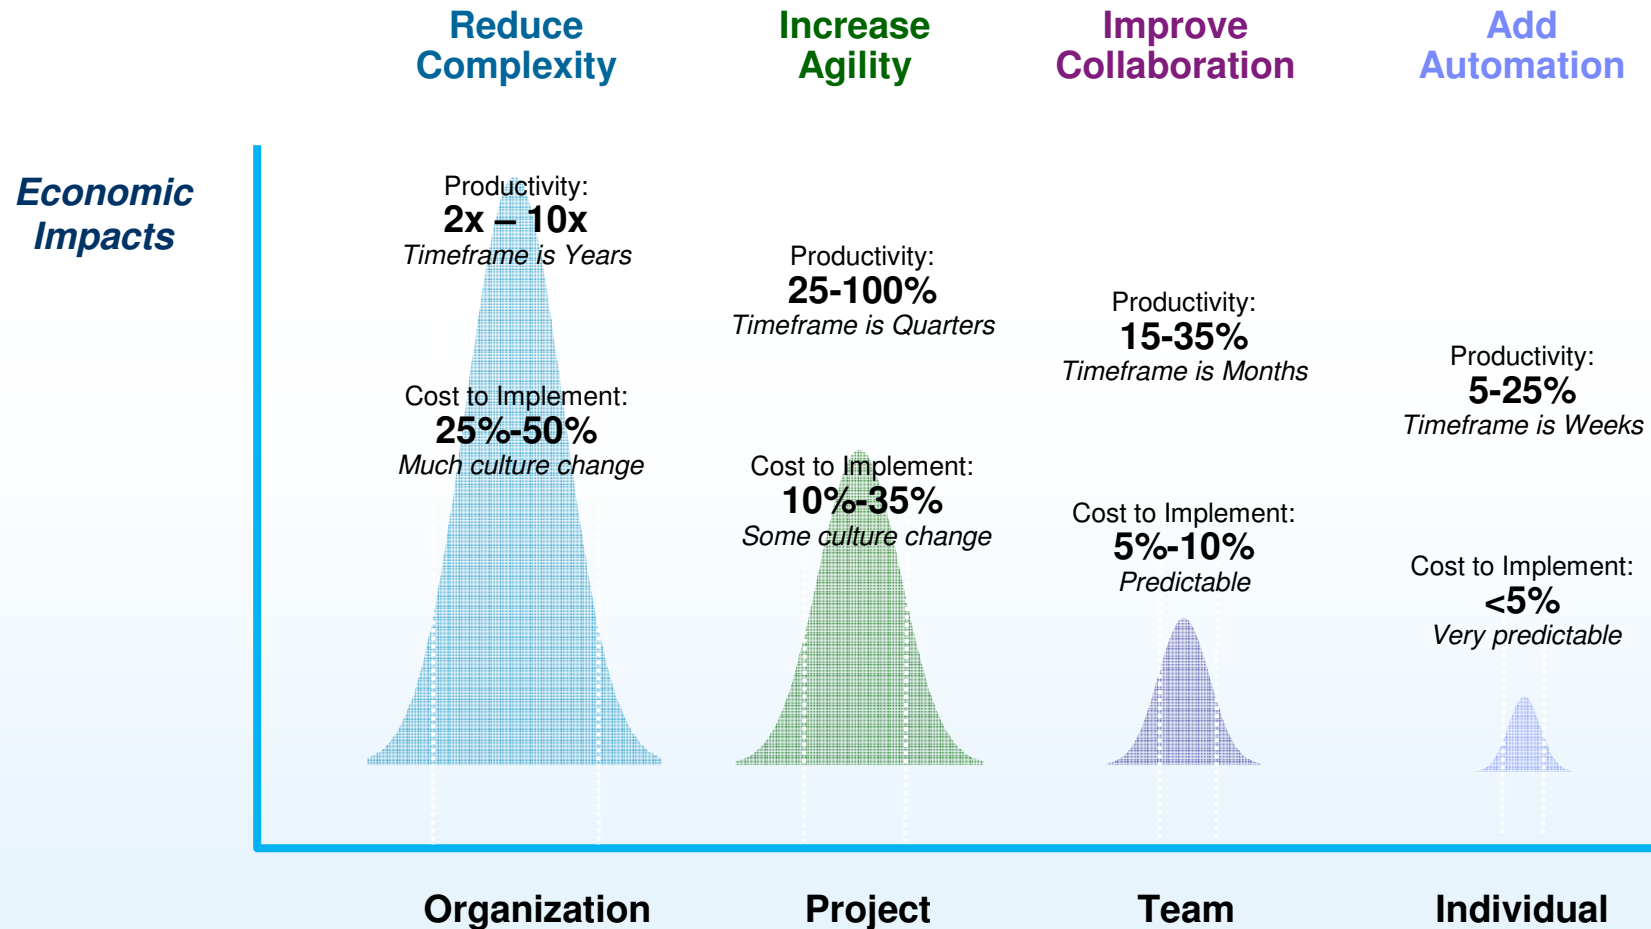 Reduce
Complexity
Increase
Agility
Improve
Collaboration
Add
Automation
Economic
Impacts
Productivity:
2x – 10x
Timeframe is Years
Cost to Implement:
25%-50%
Much culture change
Productivity:
25-100%
Timeframe is Quarters
Cost to Implement:
10%-35%
Some culture change
Productivity:
15-35%
Timeframe is Months
Cost to Implement:
5%-10%
Predictable
Productivity:
5-25%
Timeframe is Weeks
Cost to Implement:
<5%
Very predictable
Organization
Project
Team
Individual